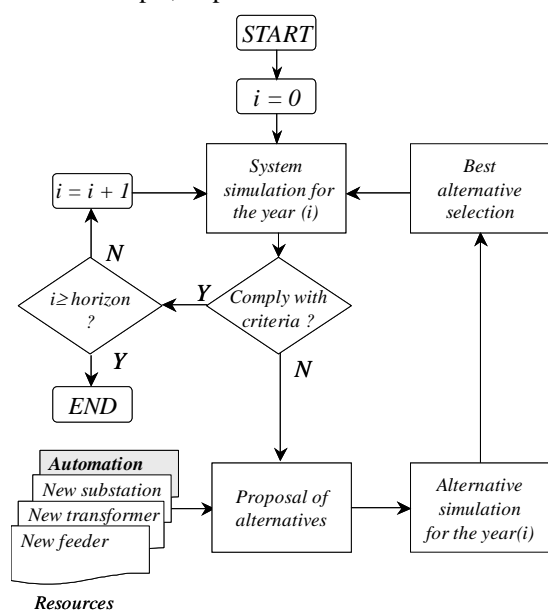 START
i = 0
System
simulation for
the year (i)
Best
alternative
selection
i = i + 1
N
i≥horizon
?
Y
Comply with
criteria ?
Y
N
END
Automation
New substation
New transformer
New feeder
Resources
Proposal of
alternatives
Alternative
simulation
for the year(i)